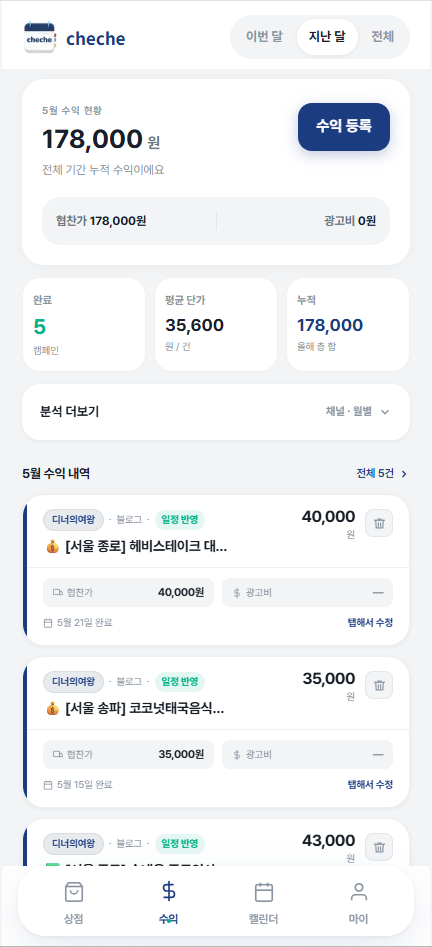 cheche
cheche
이번 달
지난 달
전체
5월 수익 현황
178,000 원
전체 기간 누적 수익이에요
수익 등록
협찬가 178,000원
광고비 0원
완료
5
캠페인
평균 단가
35,600
원 / 건
누적
178,000
올해 총 합
분석 더보기
채널 · 월별
5월 수익 내역
전체 5건
디너의여왕 · 블로그 · 일정 반영
40,000
원
[서울 종로] 헤비스테이크 대...
협찬가 40,000원
$ 광고비 —
5월 21일 완료
탭해서 수정
디너의여왕 · 블로그 · 일정 반영
35,000
원
[서울 송파] 코코넛태국음식...
협찬가 35,000원
$ 광고비 —
5월 15일 완료
탭해서 수정
디너의여왕 · 블로그 · 일정 반영
43,000
원
상점
수익
캘린더
마이